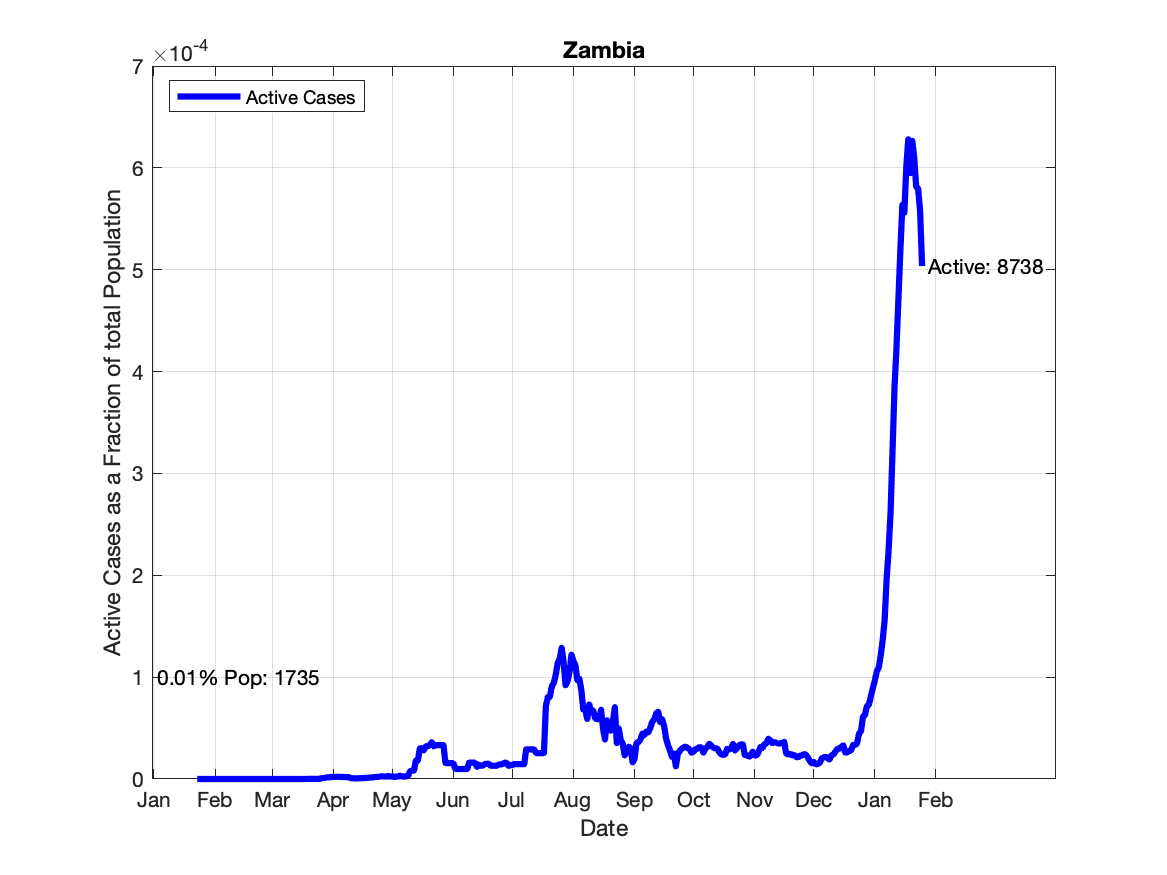 Zambia
×10-4
7
6
5
4
3
2
1
0
Active Cases
Active: 8738
0.01% Pop: 1735
Active Cases as a Fraction of total Population
Jan Feb Mar Apr May Jun Jul Aug Sep Oct Nov Dec Jan Feb
Date